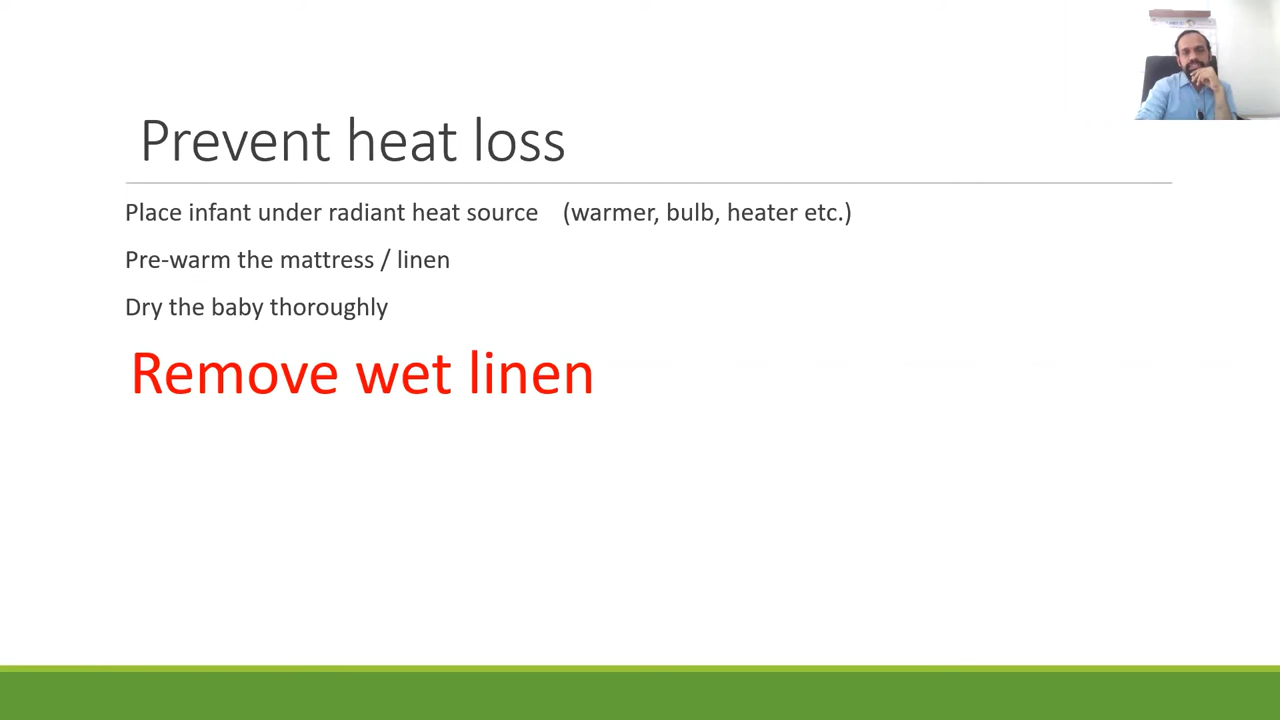 Prevent heat loss
Place infant under radiant heat source (warmer, bulb, heater etc.)
Pre-warm the mattress / linen
Dry the baby thoroughly
Remove wet linen